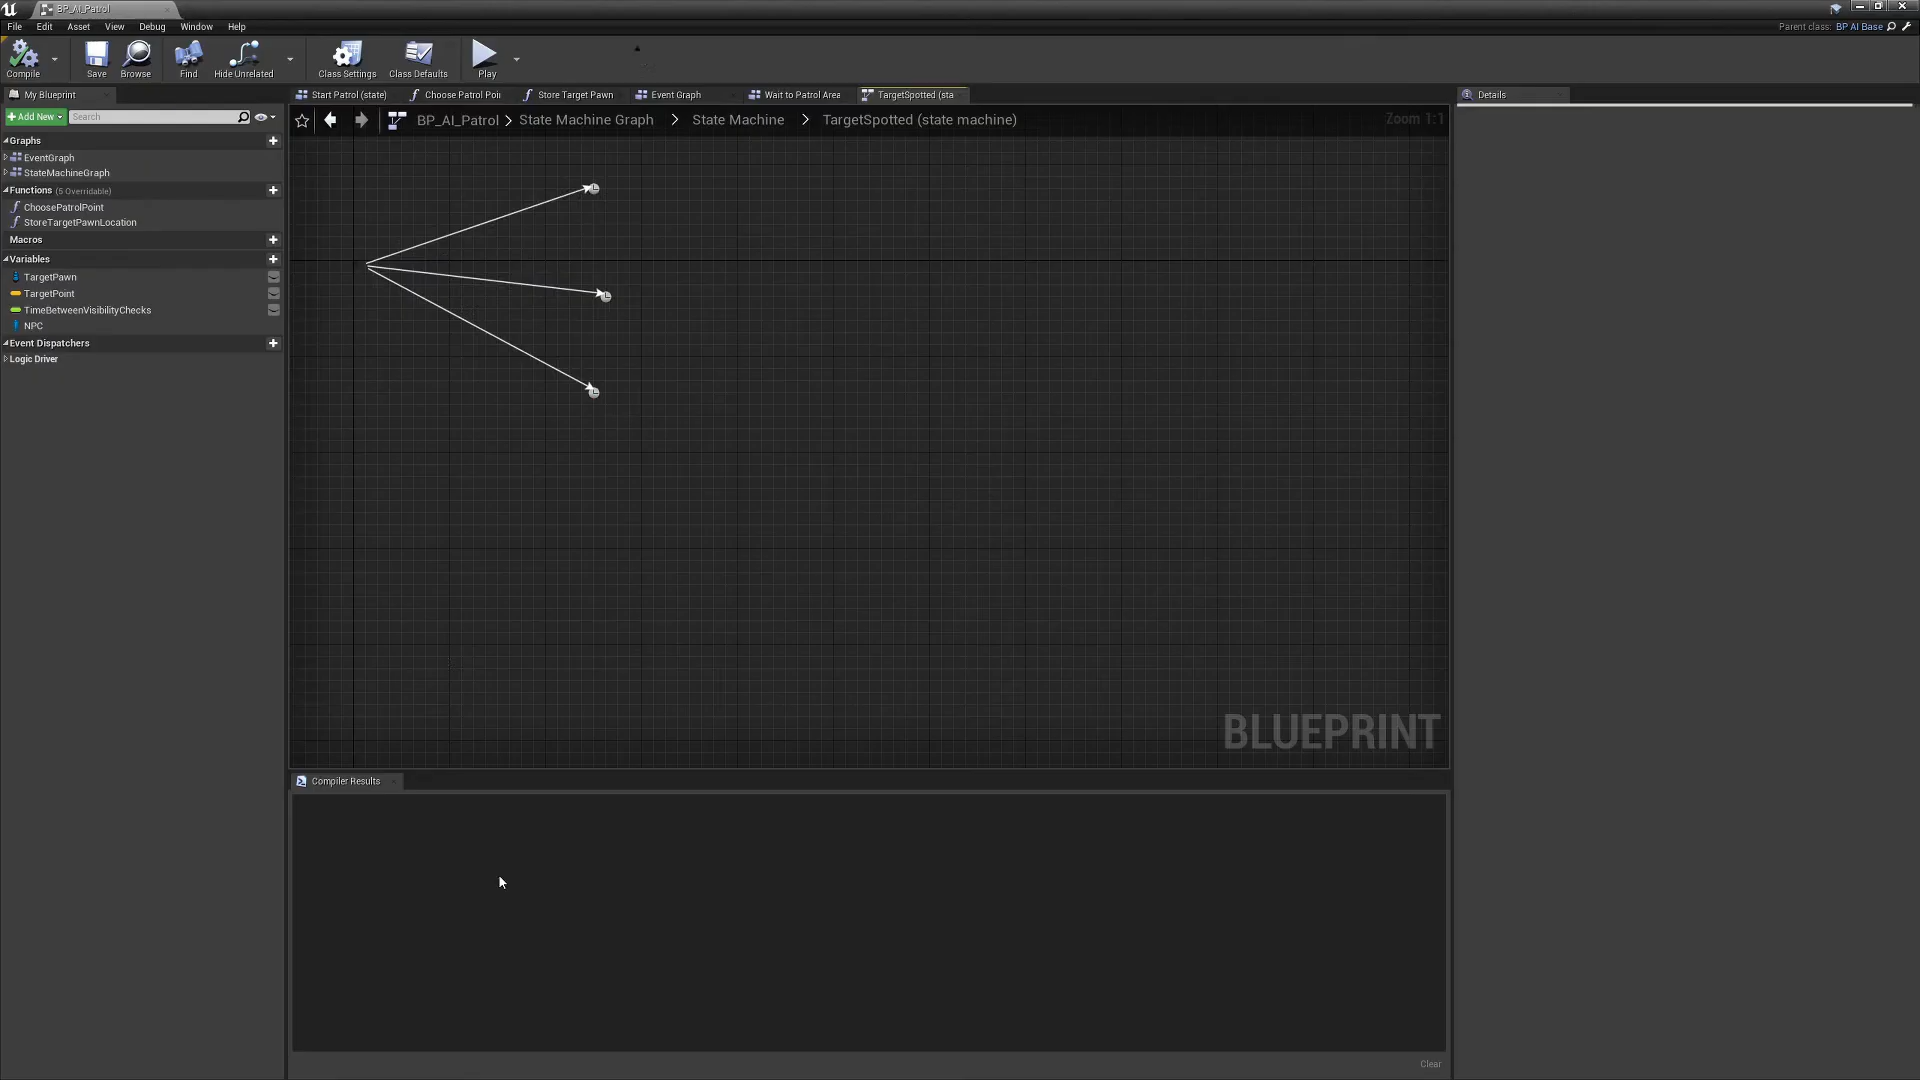 BP_AI_Patrol
File Edit Asset View Debug Window Help
Parent class: BP AI Base
Compile Save Browse Find Hide Unrelated Class Settings Class Defaults Play
My Blueprint
Start Patrol (state) Choose Patrol Poin Store Target Pawn Event Graph Wait to Patrol Area TargetSpotted (sta
Details
Add New Search
BP_AI_Patrol > State Machine Graph > State Machine > TargetSpotted (state machine)
Zoom 1:1
Graphs
EventGraph
StateMachineGraph
Functions (5 Overridable)
ChoosePatrolPoint
StoreTargetPawnLocation
Macros
Variables
TargetPawn
TargetPoint
TimeBetweenVisibilityChecks
NPC
Event Dispatchers
Logic Driver
BLUEPRINT
Compiler Results
Clear